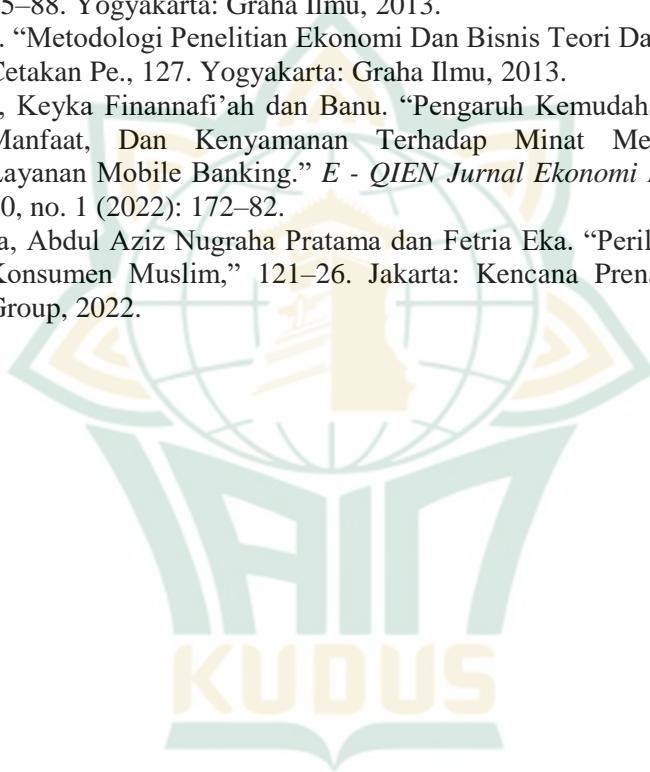 5–88. Yogyakarta: Graha Ilmu, 2013.
. “Metodologi Penelitian Ekonomi Dan Bisnis Teori Da
Cetakan Pe., 127. Yogyakarta: Graha Ilmu, 2013.
, Keyka Finannafi’ah dan Banu. “Pengaruh Kemudah
Manfaat, Dan Kenyamanan Terhadap Minat Me
Layanan Mobile Banking.” E - QIEN Jurnal Ekonomi
0, no. 1 (2022): 172–82.
a, Abdul Aziz Nugraha Pratama dan Fetria Eka. “Peril
Konsumen Muslim,” 121–26. Jakarta: Kencana Pren
Group, 2022.
IAIN
KUDUS